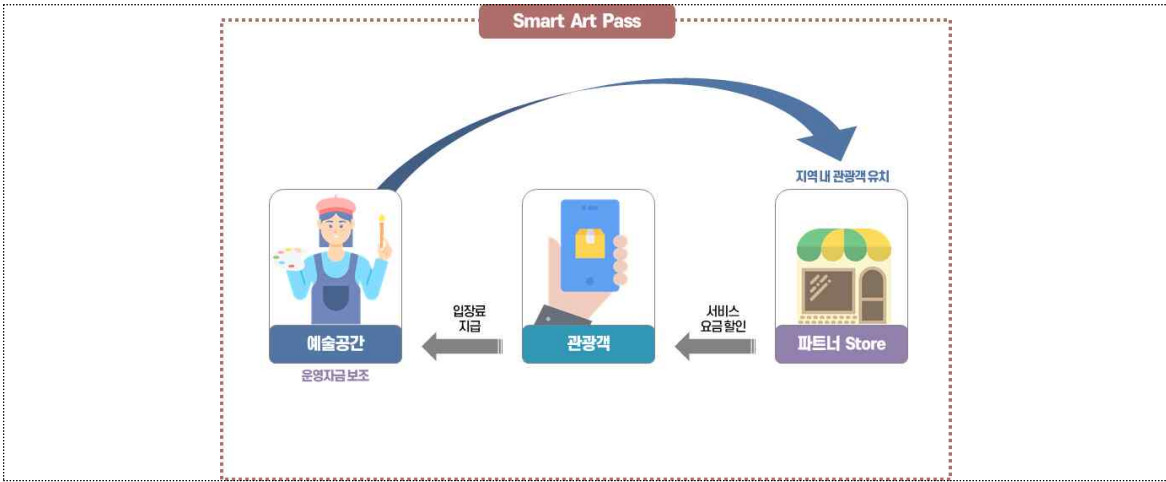 Smart Art Pass
지역 내 관광객 유치
입장료
지급
서비스
요금 할인
예술공간
관광객
파트너 Store
운영자금 보조